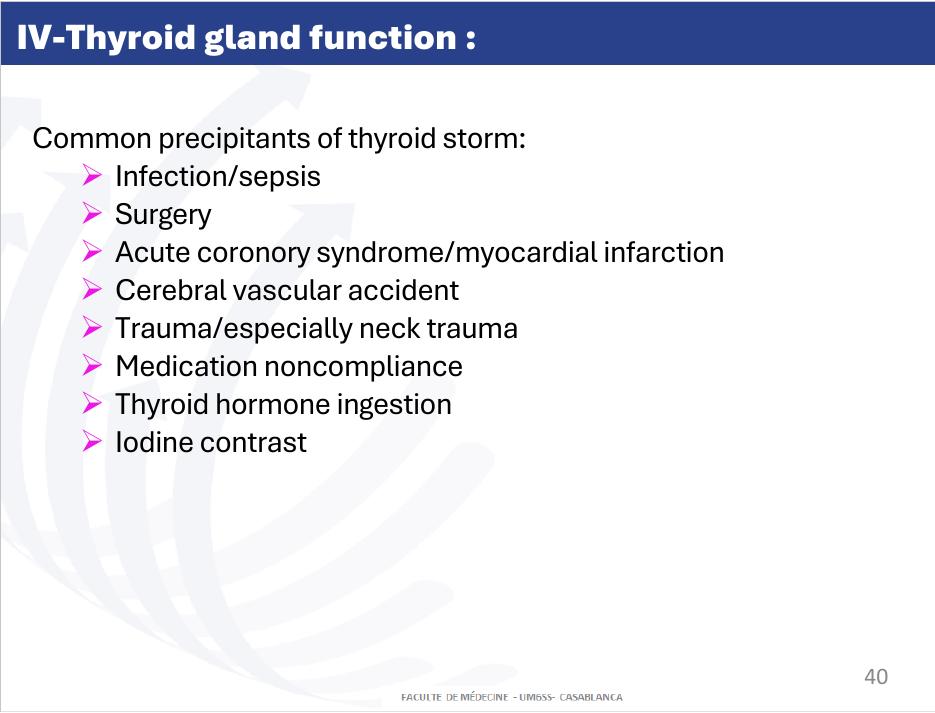 IV-Thyroid gland function :
Common precipitants of thyroid storm:
Infection/sepsis
Surgery
Acute coronory syndrome/myocardial infarction
Cerebral vascular accident
Trauma/especially neck trauma
Medication noncompliance
Thyroid hormone ingestion
Iodine contrast
40
FACULTE DE MÉDECINE - UM6SS- CASABLANCA